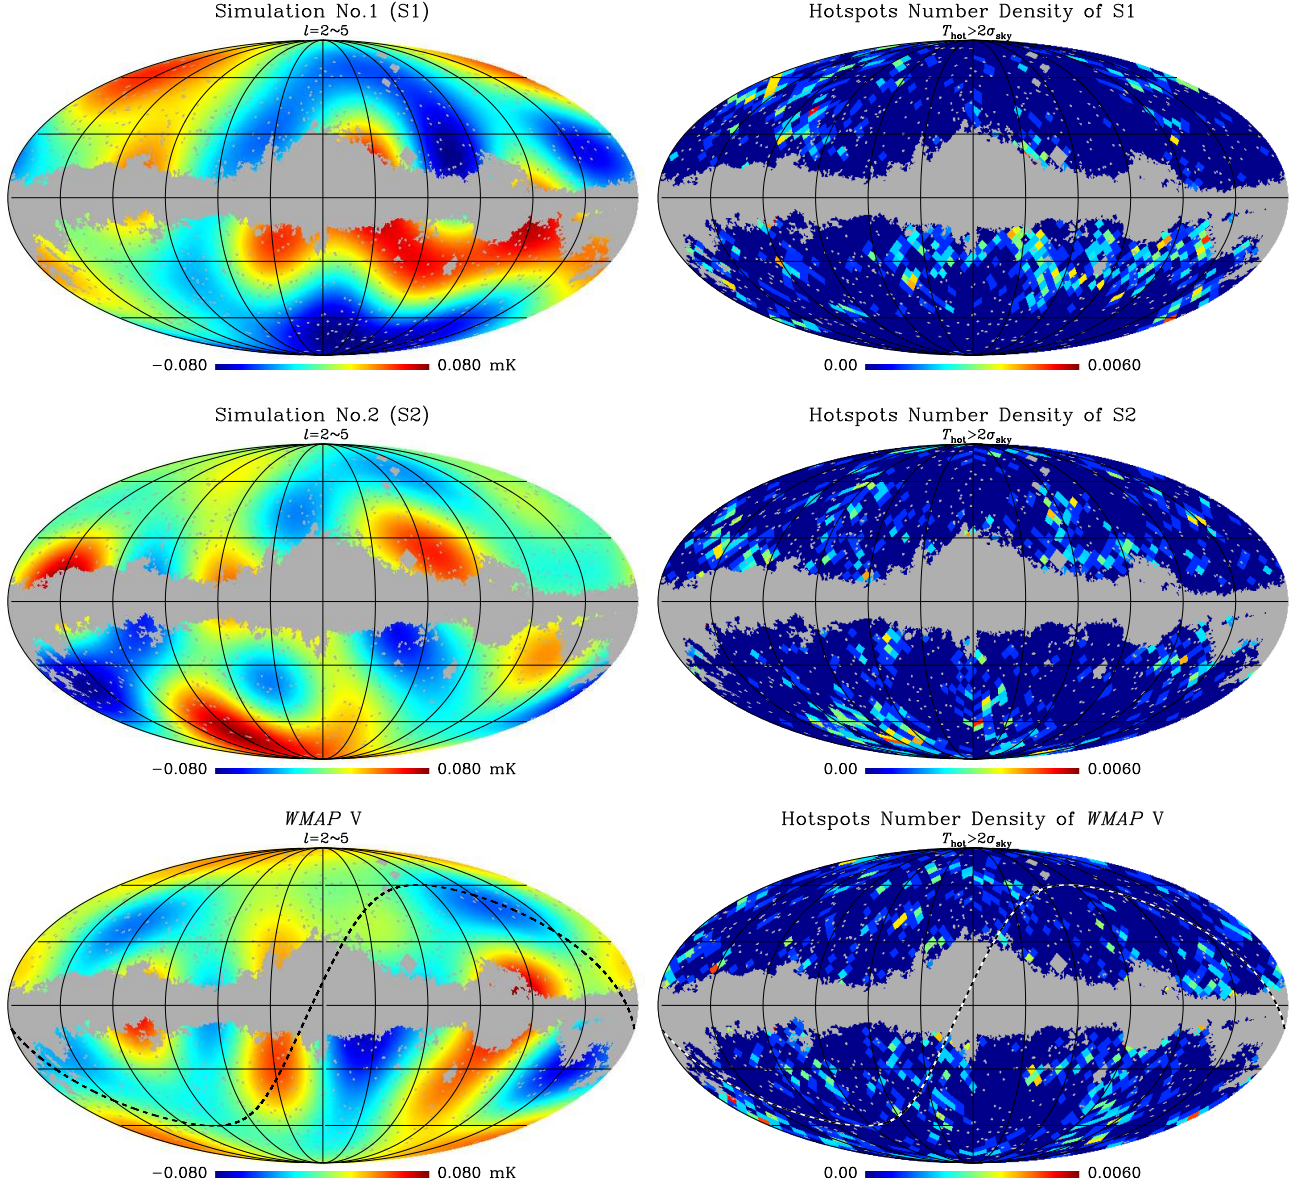 Simulation No.1 (S1)
l=2~5
−0.080 0.080 mK
Hotspots Number Density of S1
T_hot>2σ_sky
0.00 0.0060
Simulation No.2 (S2)
l=2~5
−0.080 0.080 mK
Hotspots Number Density of S2
T_hot>2σ_sky
0.00 0.0060
WMAP V
l=2~5
−0.080 0.080 mK
Hotspots Number Density of WMAP V
T_hot>2σ_sky
0.00 0.0060